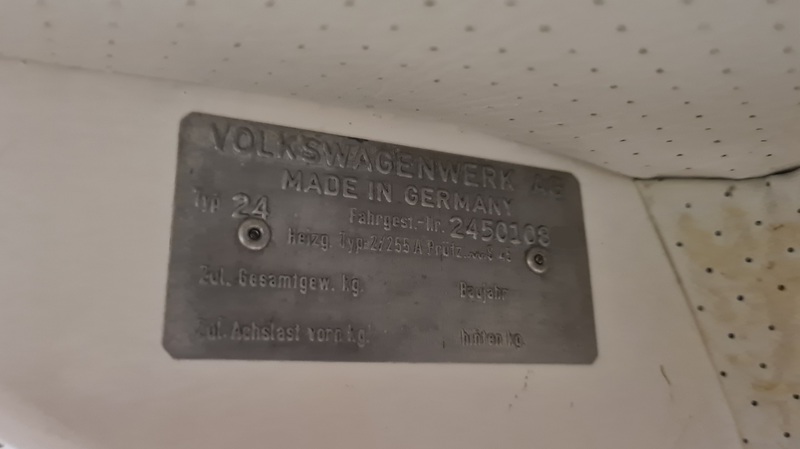 VOLKSWAGENWERK AG
MADE IN GERMANY
Typ 24 Fahrgest.-Nr. 2450108
Heizg. Typ
Zul. Gesamtgew. kg. Baujahr
Zul. Achslast vorn kg. hinten kg.